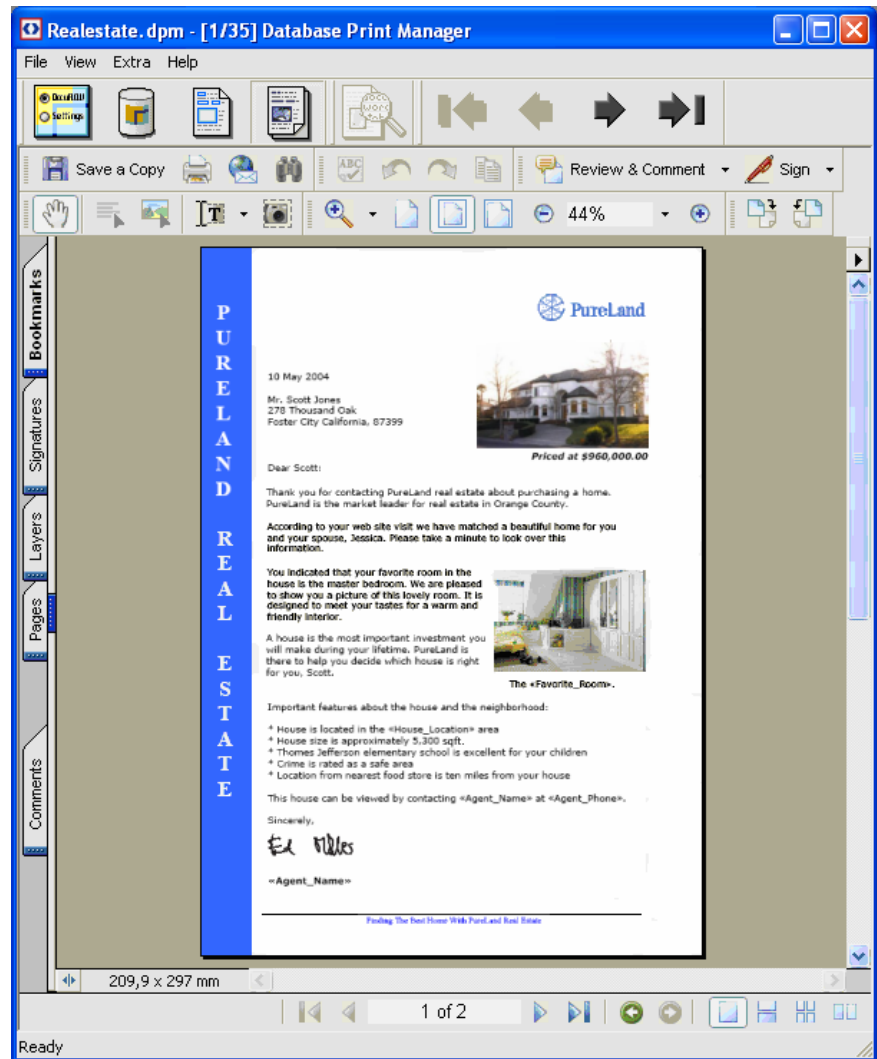 Realestate.dpm - [1/35] Database Print Manager
File View Extra Help
DocuROW
Settings
Save a Copy
ABC
Review & Comment
Sign
44%
Bookmarks
Signatures
Layers
Pages
Comments
PURELAND REAL ESTATE
PureLand
10 May 2004
Mr. Scott Jones
278 Thousand Oak
Foster City California, 87399
Priced at $960,000.00
Dear Scott:
Thank you for contacting PureLand real estate about purchasing a home.
PureLand is the market leader for real estate in Orange County.
According to your web site visit we have matched a beautiful home for you
and your spouse, Jessica. Please take a minute to look over this
information.
You indicated that your favorite room in the
house is the master bedroom. We are pleased
to show you a picture of this lovely room. It is
designed to meet your tastes for a warm and
friendly interior.
A house is the most important investment you
will make during your lifetime. PureLand is
there to help you decide which house is right
for you, Scott.
The «Favorite_Room».
Important features about the house and the neighborhood:
* House is located in the «House_Location» area
* House size is approximately 5,300 sqft.
* Thomes Jefferson elementary school is excellent for your children
* Crime is rated as a safe area
* Location from nearest food store is ten miles from your house
This house can be viewed by contacting «Agent_Name» at «Agent_Phone».
Sincerely,
Ed Miles
«Agent_Name»
Finding The Best Home With PureLand Real Estate
209,9 x 297 mm
1 of 2
Ready